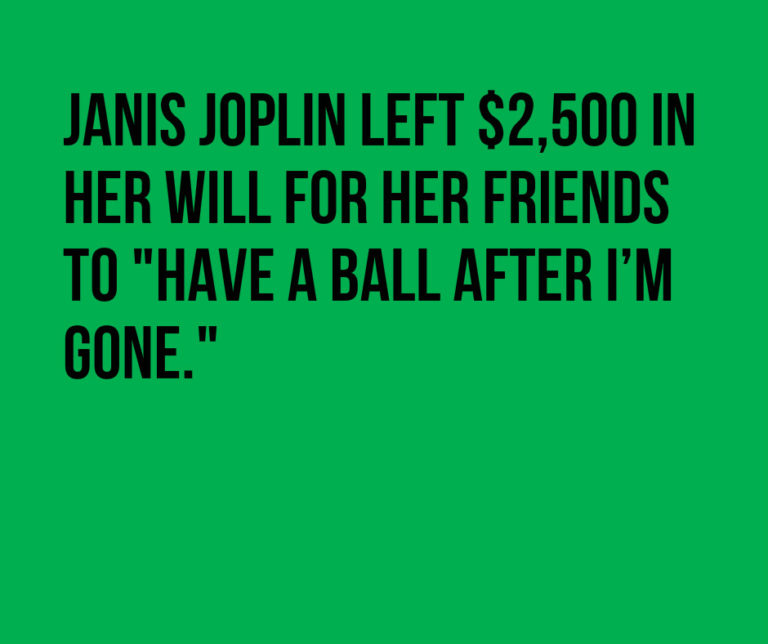 JANIS JOPLIN LEFT $2,500 IN
HER WILL FOR HER FRIENDS
TO "HAVE A BALL AFTER I’M
GONE."